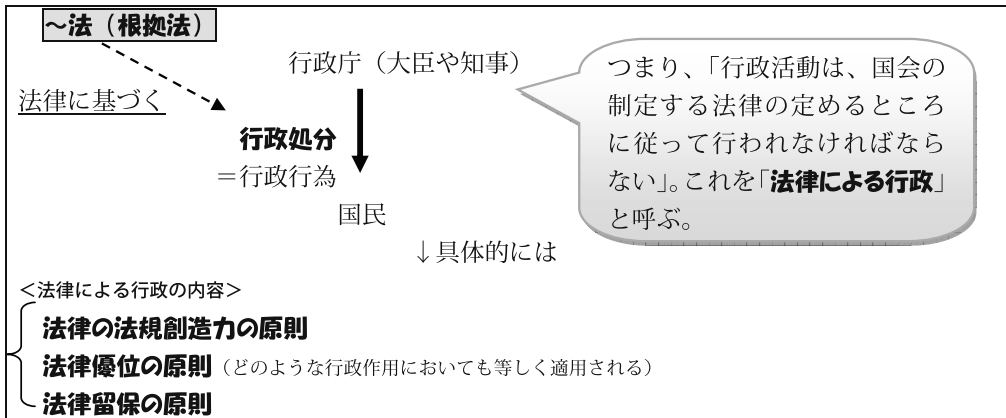 ～法（根拠法）
行政庁（大臣や知事）
法律に基づく
行政処分
＝行政行為
国民
つまり、「行政活動は、国会の
制定する法律の定めるところ
に従って行われなければなら
ない」。これを「法律による行政」
と呼ぶ。
↓具体的には
＜法律による行政の内容＞
法律の法規創造力の原則
法律優位の原則（どのような行政作用においても等しく適用される）
法律留保の原則